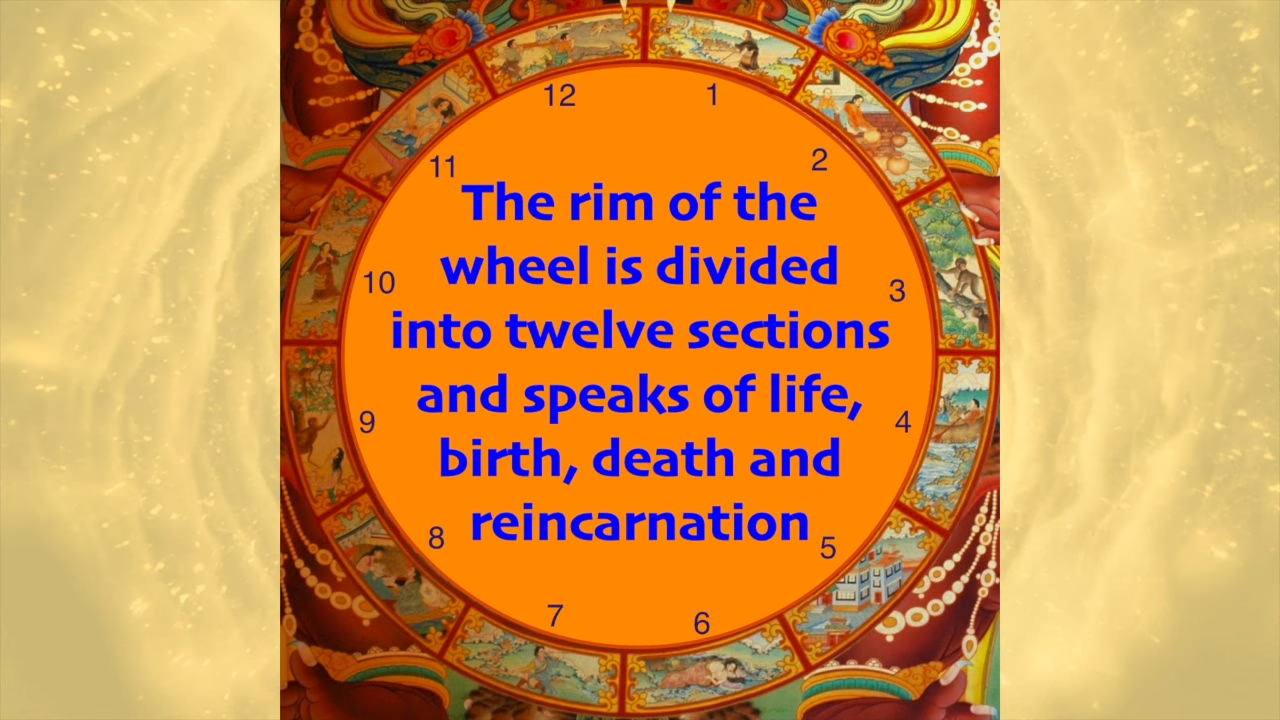 12 1
11 2
The rim of the
wheel is divided
10 3
into twelve sections
and speaks of life,
9 4
birth, death and
reincarnation
8 5
7 6